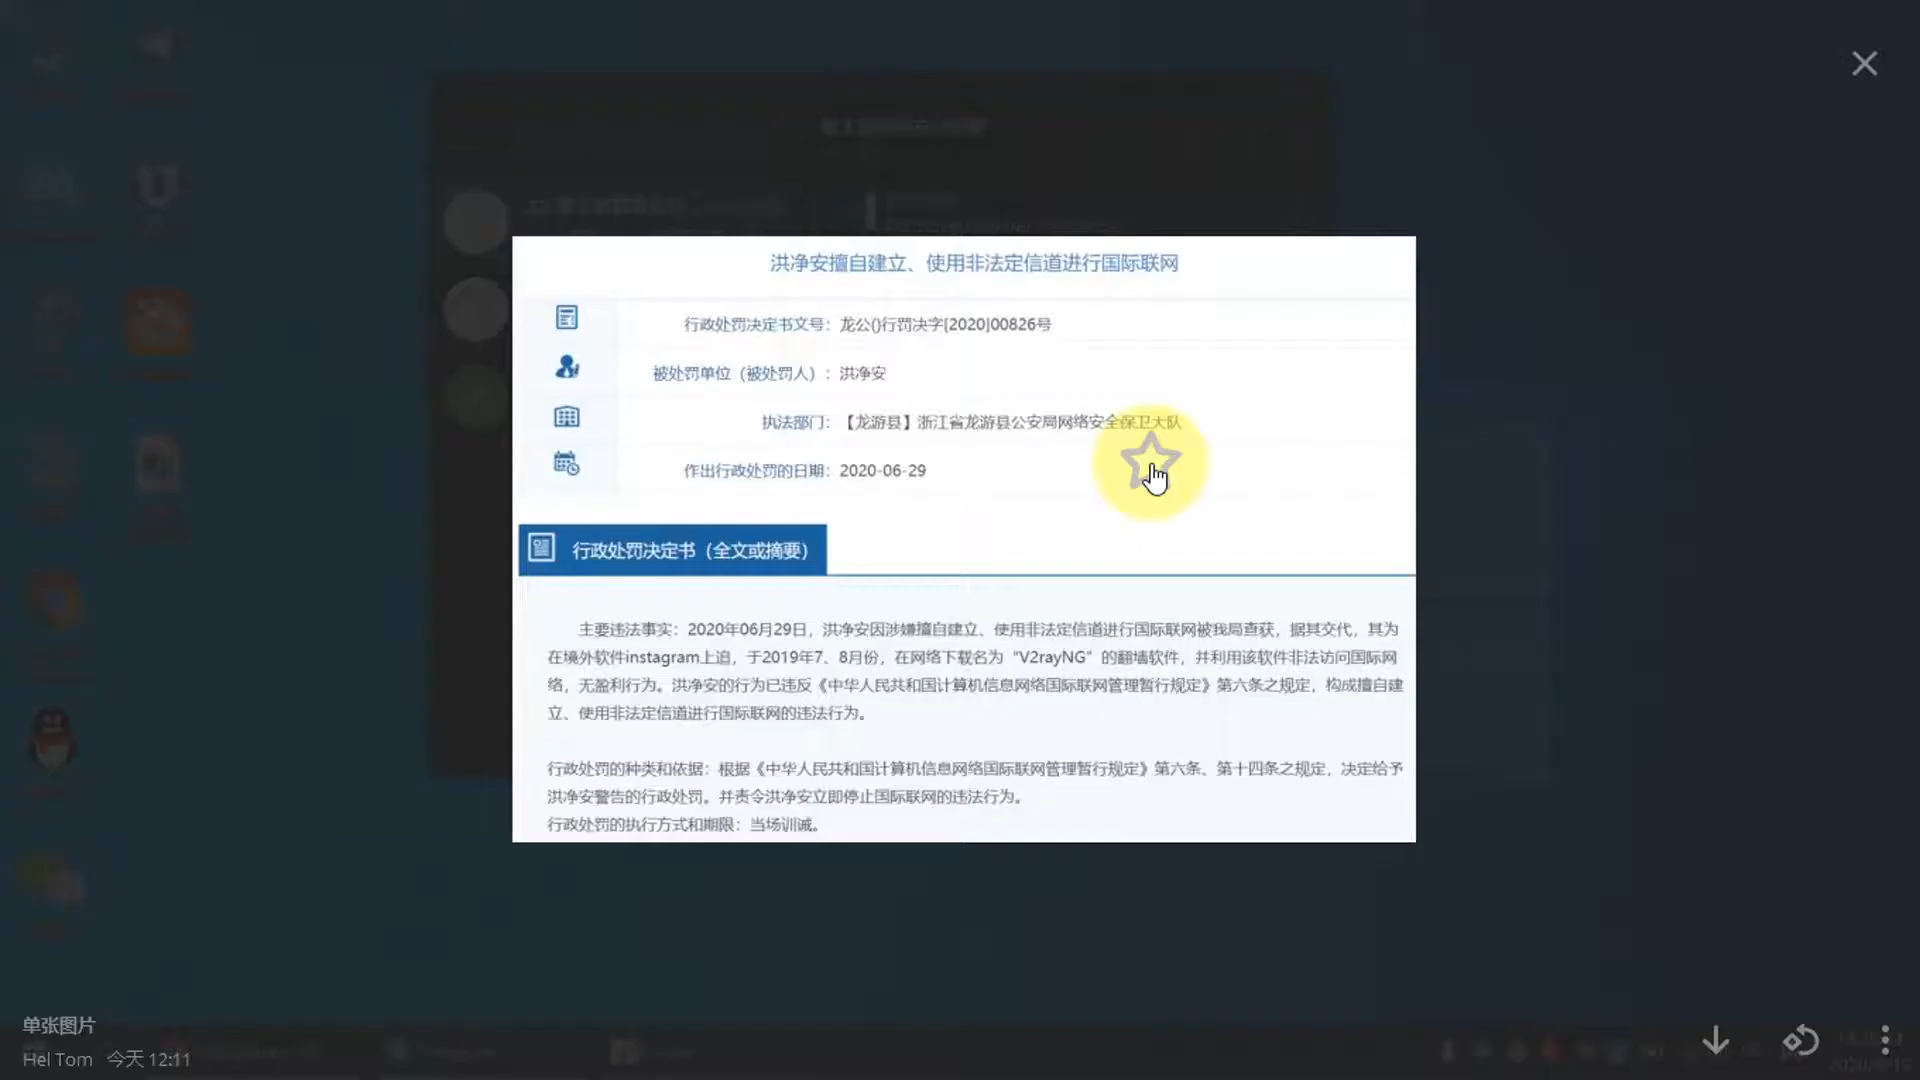 洪净安擅自建立、使用非法定信道进行国际联网
行政处罚决定书文号：龙公()行罚决字[2020]00826号
被处罚单位（被处罚人）：洪净安
执法部门：【龙游县】浙江省龙游县公安局网络安全保卫大队
作出行政处罚的日期：2020-06-29
行政处罚决定书（全文或摘要）
主要违法事实：2020年06月29日，洪净安因涉嫌擅自建立、使用非法定信道进行国际联网被我局查获，据其交代，其为
在境外软件instagram上追，于2019年7、8月份，在网络下载名为“V2rayNG”的翻墙软件，并利用该软件非法访问国际网
络，无盈利行为。洪净安的行为已违反《中华人民共和国计算机信息网络国际联网管理暂行规定》第六条之规定，构成擅自建
立、使用非法定信道进行国际联网的违法行为。
行政处罚的种类和依据：根据《中华人民共和国计算机信息网络国际联网管理暂行规定》第六条、第十四条之规定，决定给予
洪净安警告的行政处罚。并责令洪净安立即停止国际联网的违法行为。
行政处罚的执行方式和期限：当场训诫。
单张图片
Hel Tom 今天 12:11